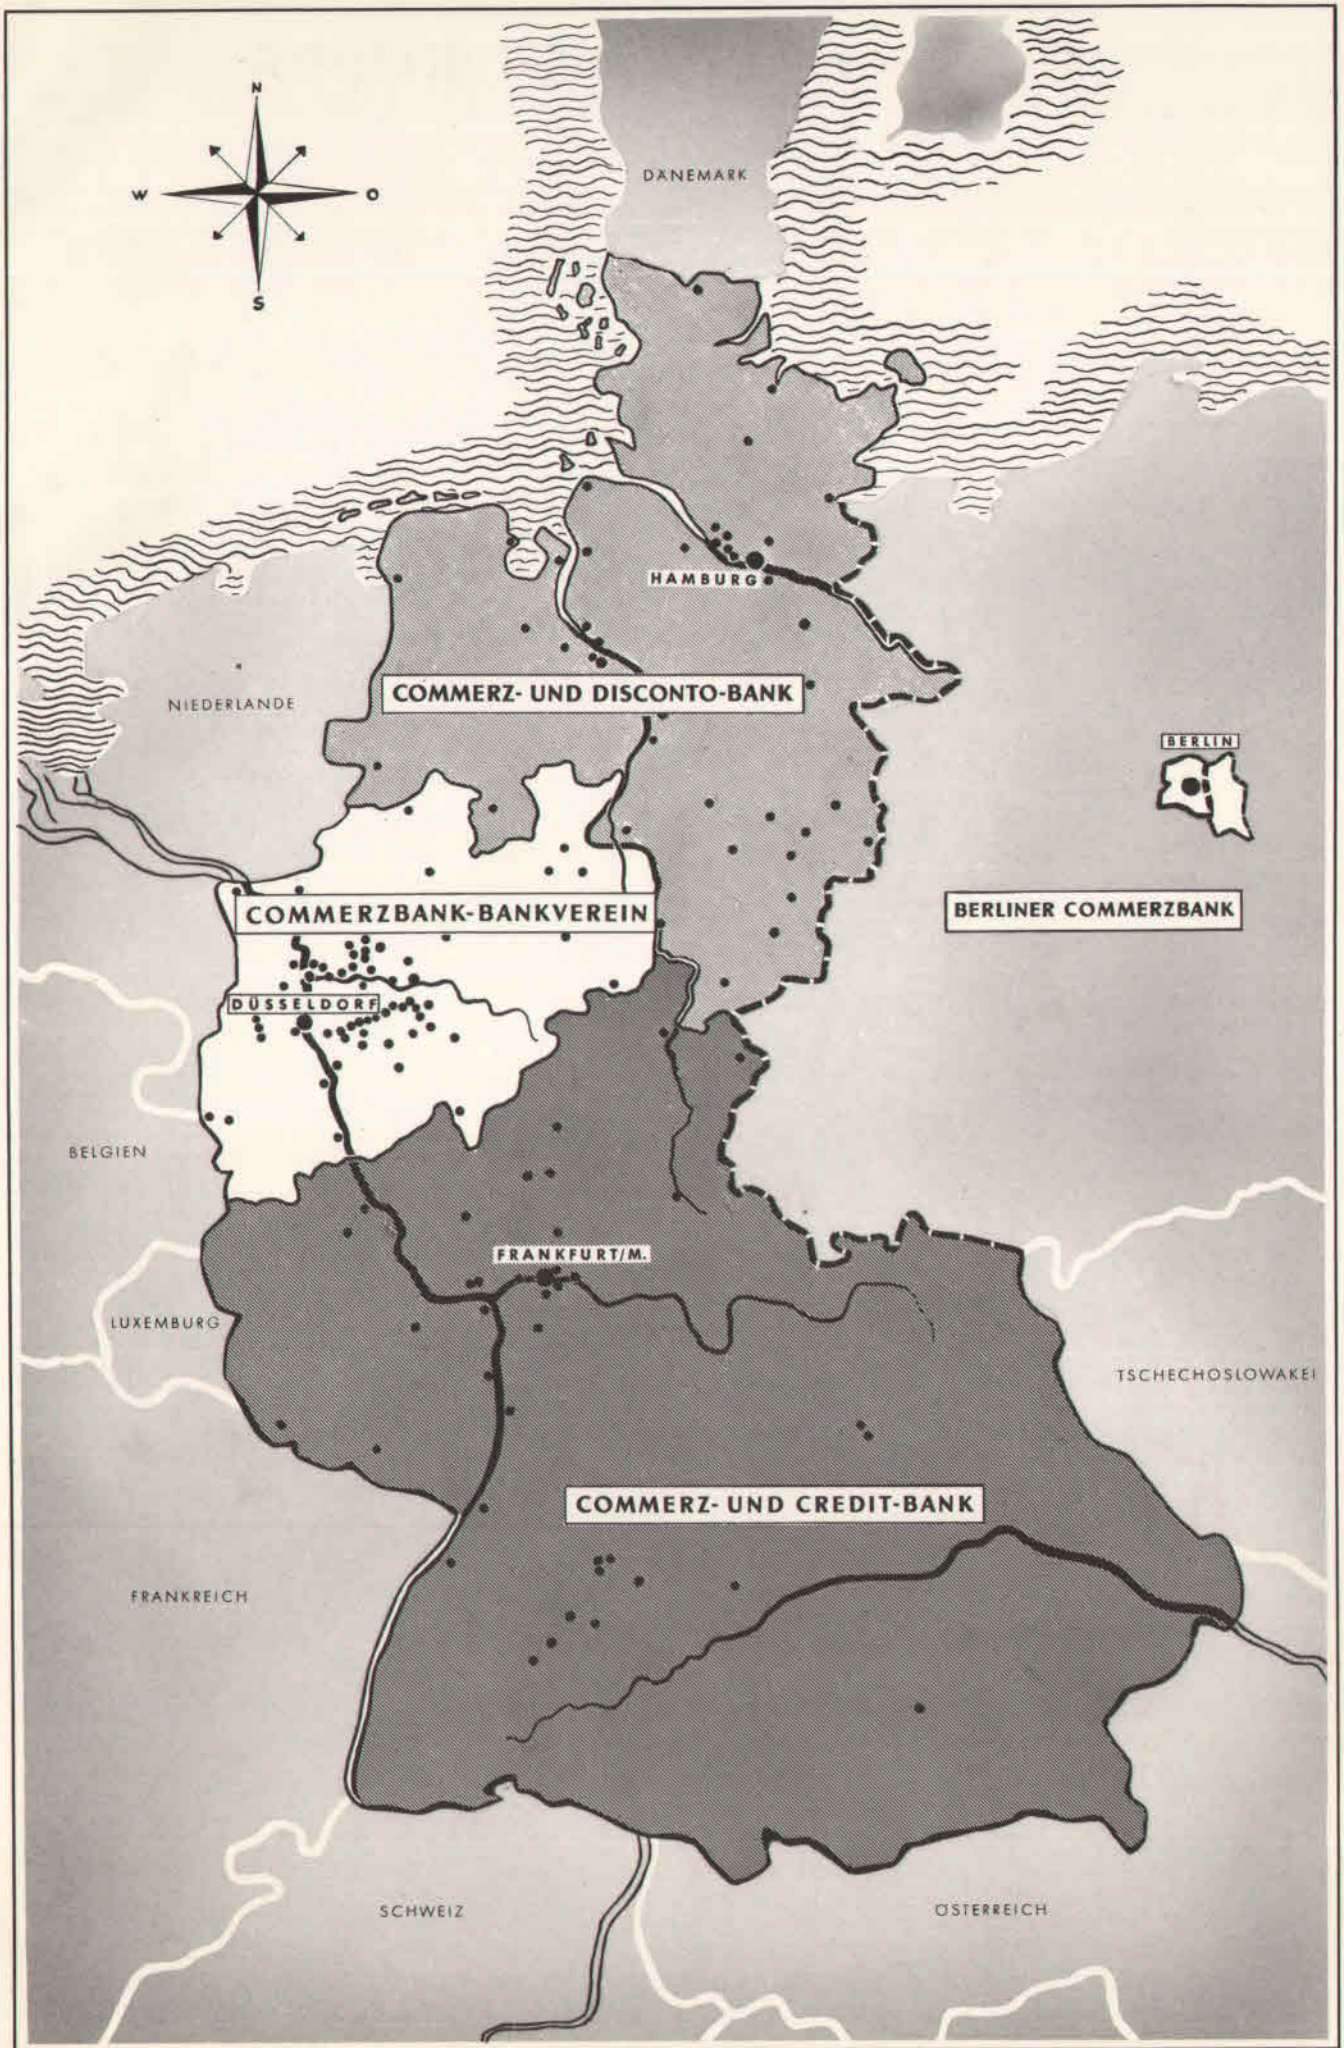 N
W
O
S
DÄNEMARK
HAMBURG
NIEDERLANDE
COMMERZ- UND DISCONTO-BANK
BERLIN
COMMERZBANK-BANKVEREIN
BERLINER COMMERZBANK
DÜSSELDORF
BELGIEN
FRANKFURT/M.
LUXEMBURG
TSCHECHOSLOWAKEI
COMMERZ- UND CREDIT-BANK
FRANKREICH
SCHWEIZ
ÖSTERREICH